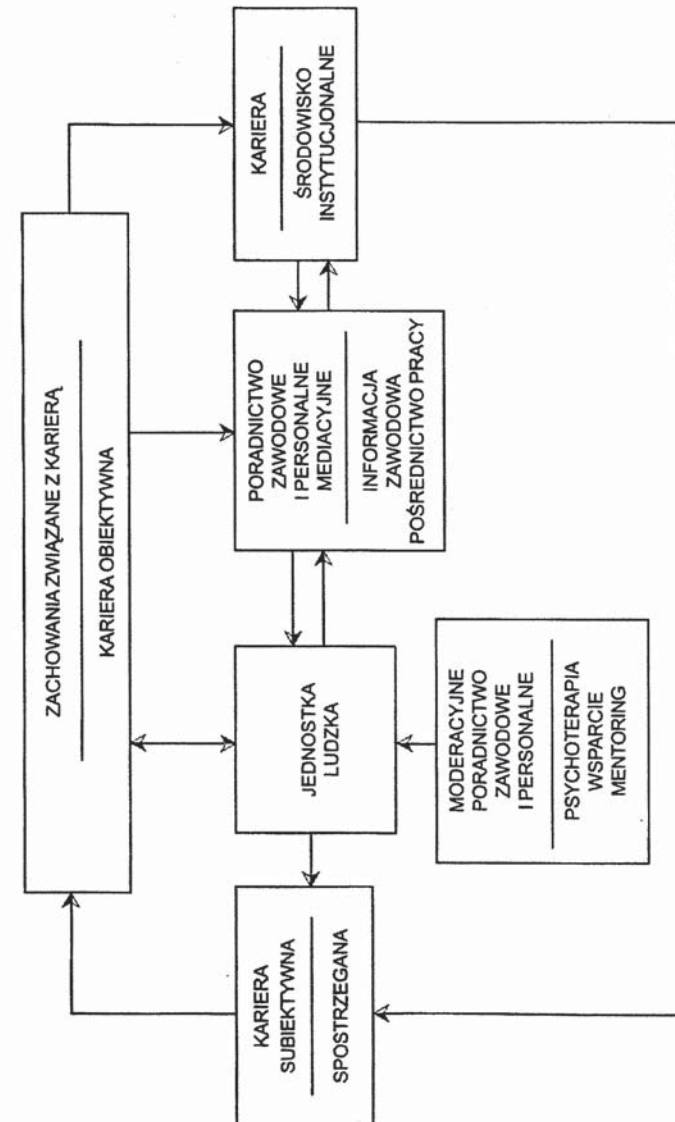 ZACHOWANIA ZWIĄZANE Z KARIERĄ
KARIERA OBIEKTYWNA
KARIERA
SUBIEKTYWNA
SPOSTRZEGANA
JEDNOSTKA
LUDZKA
PORADNICTWO
ZAWODOWE
I PERSONALNE
MEDIACYJNE
INFORMACJA
ZAWODOWA
POŚREDNICTWO PRACY
KARIERA
ŚRODOWISKO
INSTYTUCJONALNE
MODERACYJNE
PORADNICTWO
ZAWODOWE
I PERSONALNE
PSYCHOTERAPIA
WSPARCIE
MENTORING